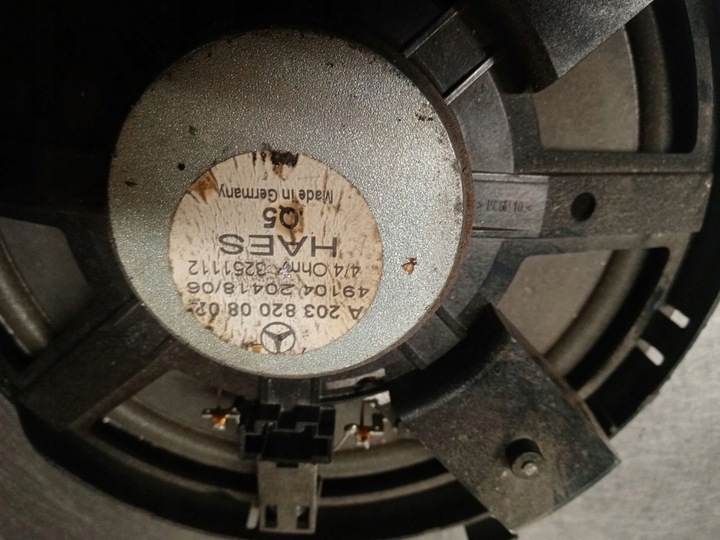 A 203 820 08 02
49104 20418/06
4/4 Ohm 3251112
HAES
Q5
Made in Germany